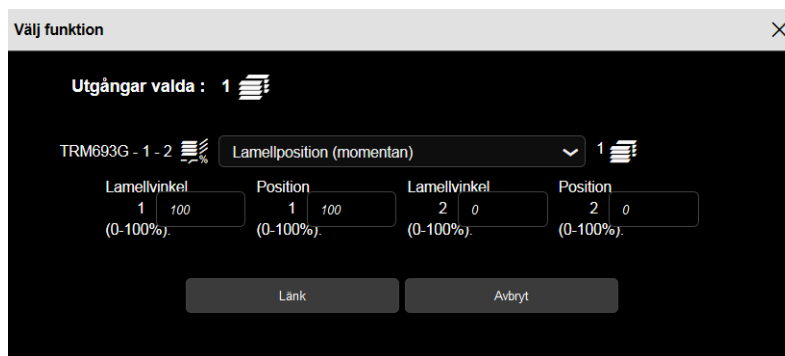 Välj funktion
Utgångar valda : 1
TRM693G - 1 - 2 % Lamellposition (momentan) 1
Lamellvinkel 1 (0-100%). 100
Position 1 (0-100%). 100
Lamellvinkel 2 (0-100%). 0
Position 2 (0-100%). 0
Länk Avbryt